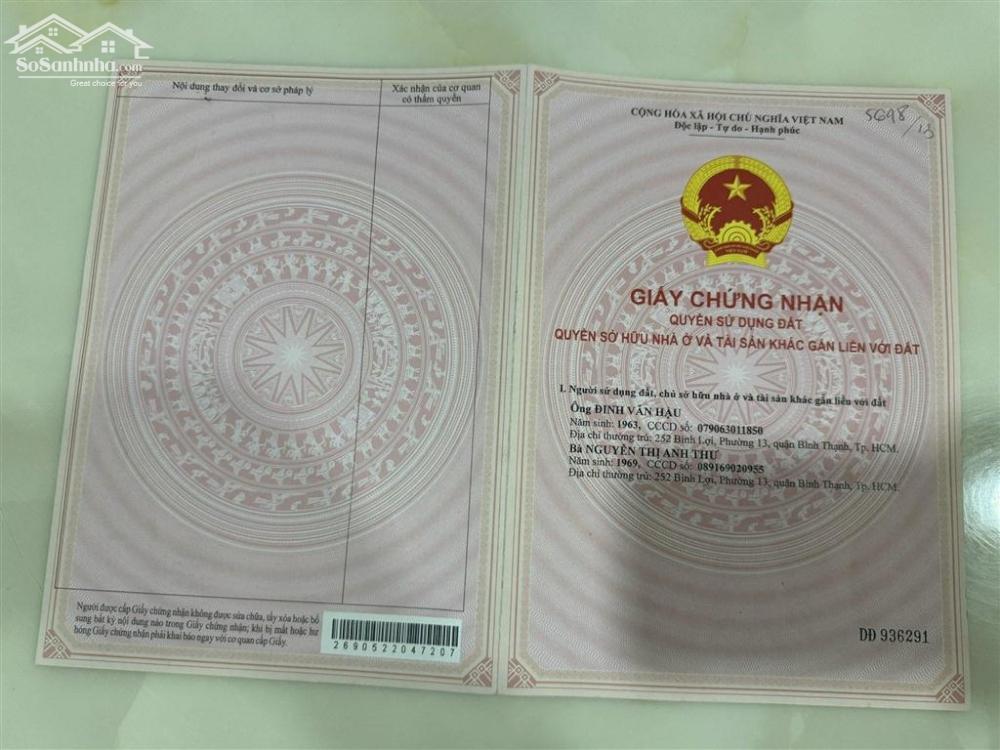 SoSanhnha.com
Great choice for you
Nội dung thay đổi và cơ sở pháp lý
Xác nhận của cơ quan
có thẩm quyền
Người được cấp Giấy chứng nhận không được sửa chữa, tẩy xóa hoặc bổ
sung bất kỳ nội dung nào trong Giấy chứng nhận; khi bị mất hoặc hư
hỏng Giấy chứng nhận phải khai báo ngay với cơ quan cấp Giấy.
2690522047207
CỘNG HÒA XÃ HỘI CHỦ NGHĨA VIỆT NAM
Độc lập - Tự do - Hạnh phúc
5698/13
GIẤY CHỨNG NHẬN
QUYỀN SỬ DỤNG ĐẤT
QUYỀN SỞ HỮU NHÀ Ở VÀ TÀI SẢN KHÁC GẮN LIỀN VỚI ĐẤT
I. Người sử dụng đất, chủ sở hữu nhà ở và tài sản khác gắn liền với đất
Ông ĐINH VĂN HẬU
Năm sinh: 1963, CCCD số: 079063011850
Địa chỉ thường trú: 252 Bình Lợi, Phường 13, quận Bình Thạnh, Tp. HCM.
Bà NGUYỄN THỊ ANH THƯ
Năm sinh: 1969, CCCD số: 089169020955
Địa chỉ thường trú: 252 Bình Lợi, Phường 13, quận Bình Thạnh, Tp. HCM.
DĐ 936291